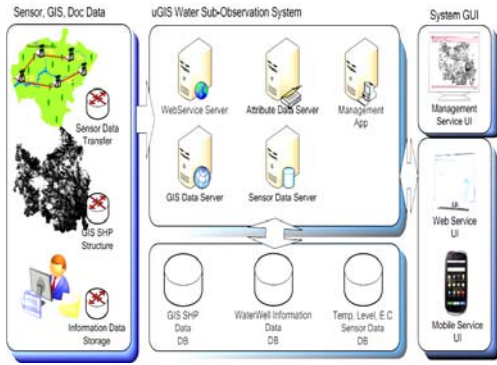 Sensor, GIS, Doc Data
Sensor Data
Transfer
GIS SHP
Structure
Information Data
Storage
uGIS Water Sub-Observation System
WebService Server
Attribute Data Server
Management
App
GIS Data Server
Sensor Data Server
GIS SHP
Data
DB
WaterWell Information
Data
DB
Temp, Level, E.C
Sensor Data
DB
System GUI
Management
Service UI
UI
Web Service
UI
Mobile Service
UI